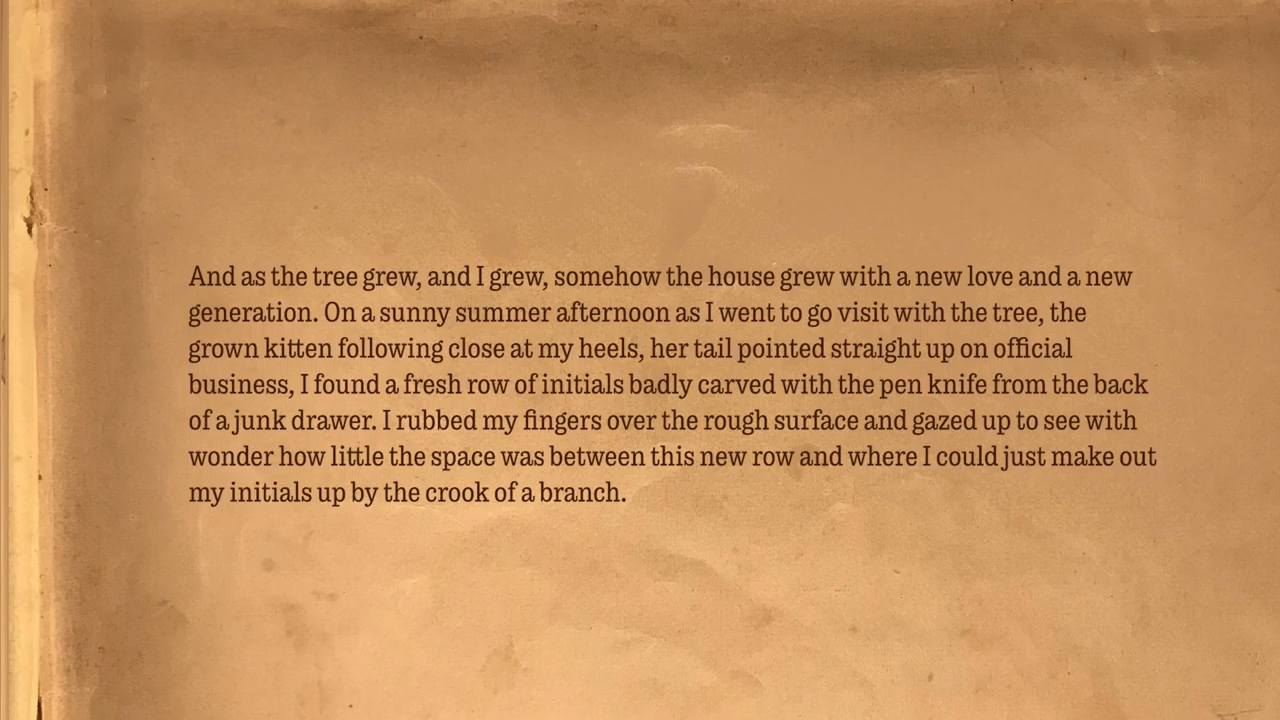 And as the tree grew, and I grew, somehow the house grew with a new love and a new
generation. On a sunny summer afternoon as I went to go visit with the tree, the
grown kitten following close at my heels, her tail pointed straight up on official
business, I found a fresh row of initials badly carved with the pen knife from the back
of a junk drawer. I rubbed my fingers over the rough surface and gazed up to see with
wonder how little the space was between this new row and where I could just make out
my initials up by the crook of a branch.